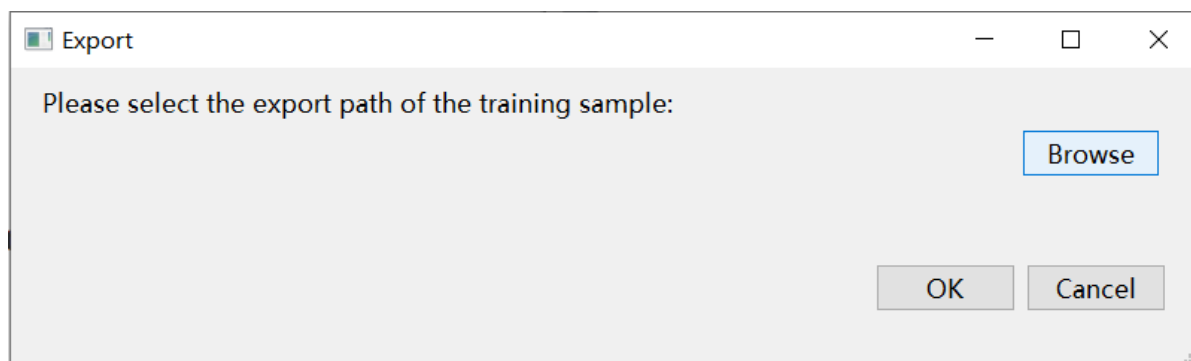 Export
Please select the export path of the training sample:
Browse
OK
Cancel